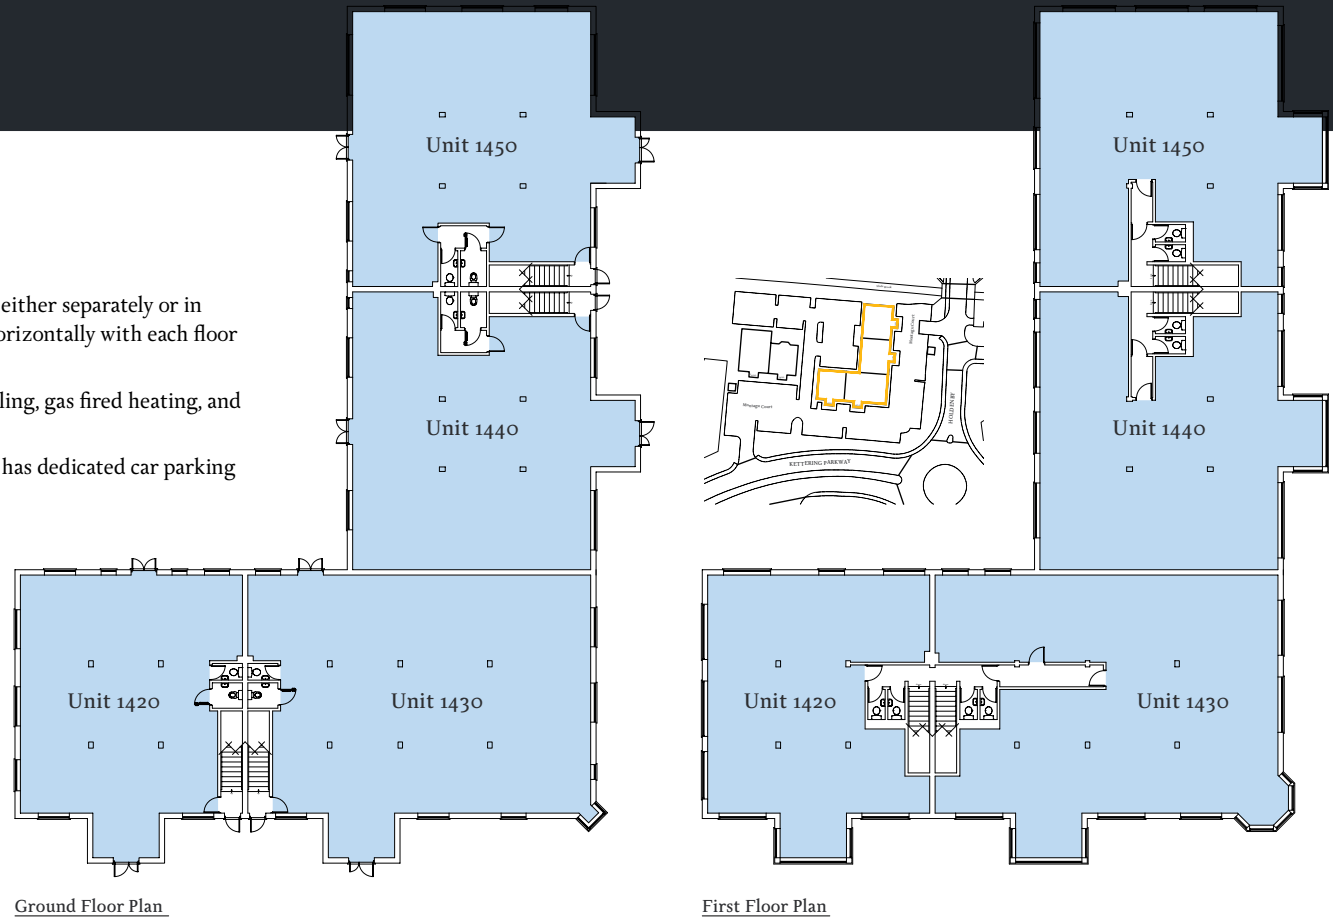 Unit 1450
Unit 1450
either separately or in
orizontally with each floor
ling, gas fired heating, and
has dedicated car parking
Unit 1440
Unit 1440
HOLDENBY
KETTERING PARKWAY
Unit 1420
Unit 1430
Unit 1420
Unit 1430
Ground Floor Plan
First Floor Plan